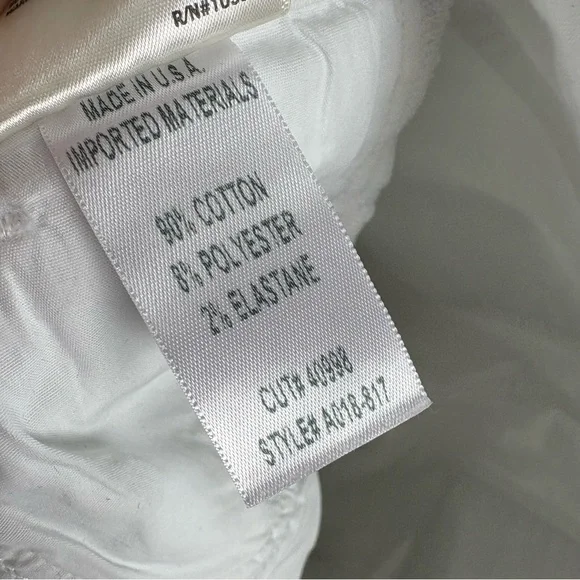 MADE IN U.S.A.
IMPORTED MATERIALS
90% COTTON
8% POLYESTER
2% ELASTANE
CUT# 40998
STYLE# A018-817